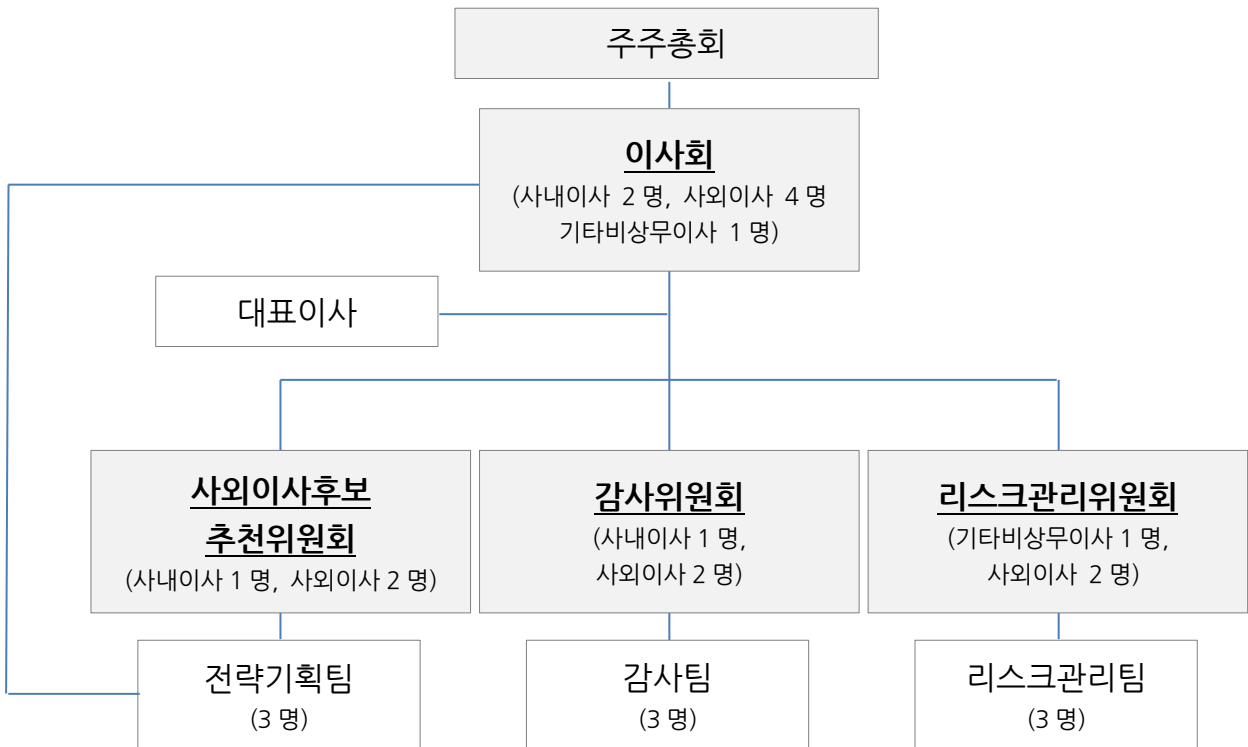 주주총회
이사회
(사내이사 2 명, 사외이사 4 명
기타비상무이사 1 명)
대표이사
사외이사후보
추천위원회
(사내이사 1 명, 사외이사 2 명)
감사위원회
(사내이사 1 명,
사외이사 2 명)
리스크관리위원회
(기타비상무이사 1 명,
사외이사 2 명)
전략기획팀
(3 명)
감사팀
(3 명)
리스크관리팀
(3 명)